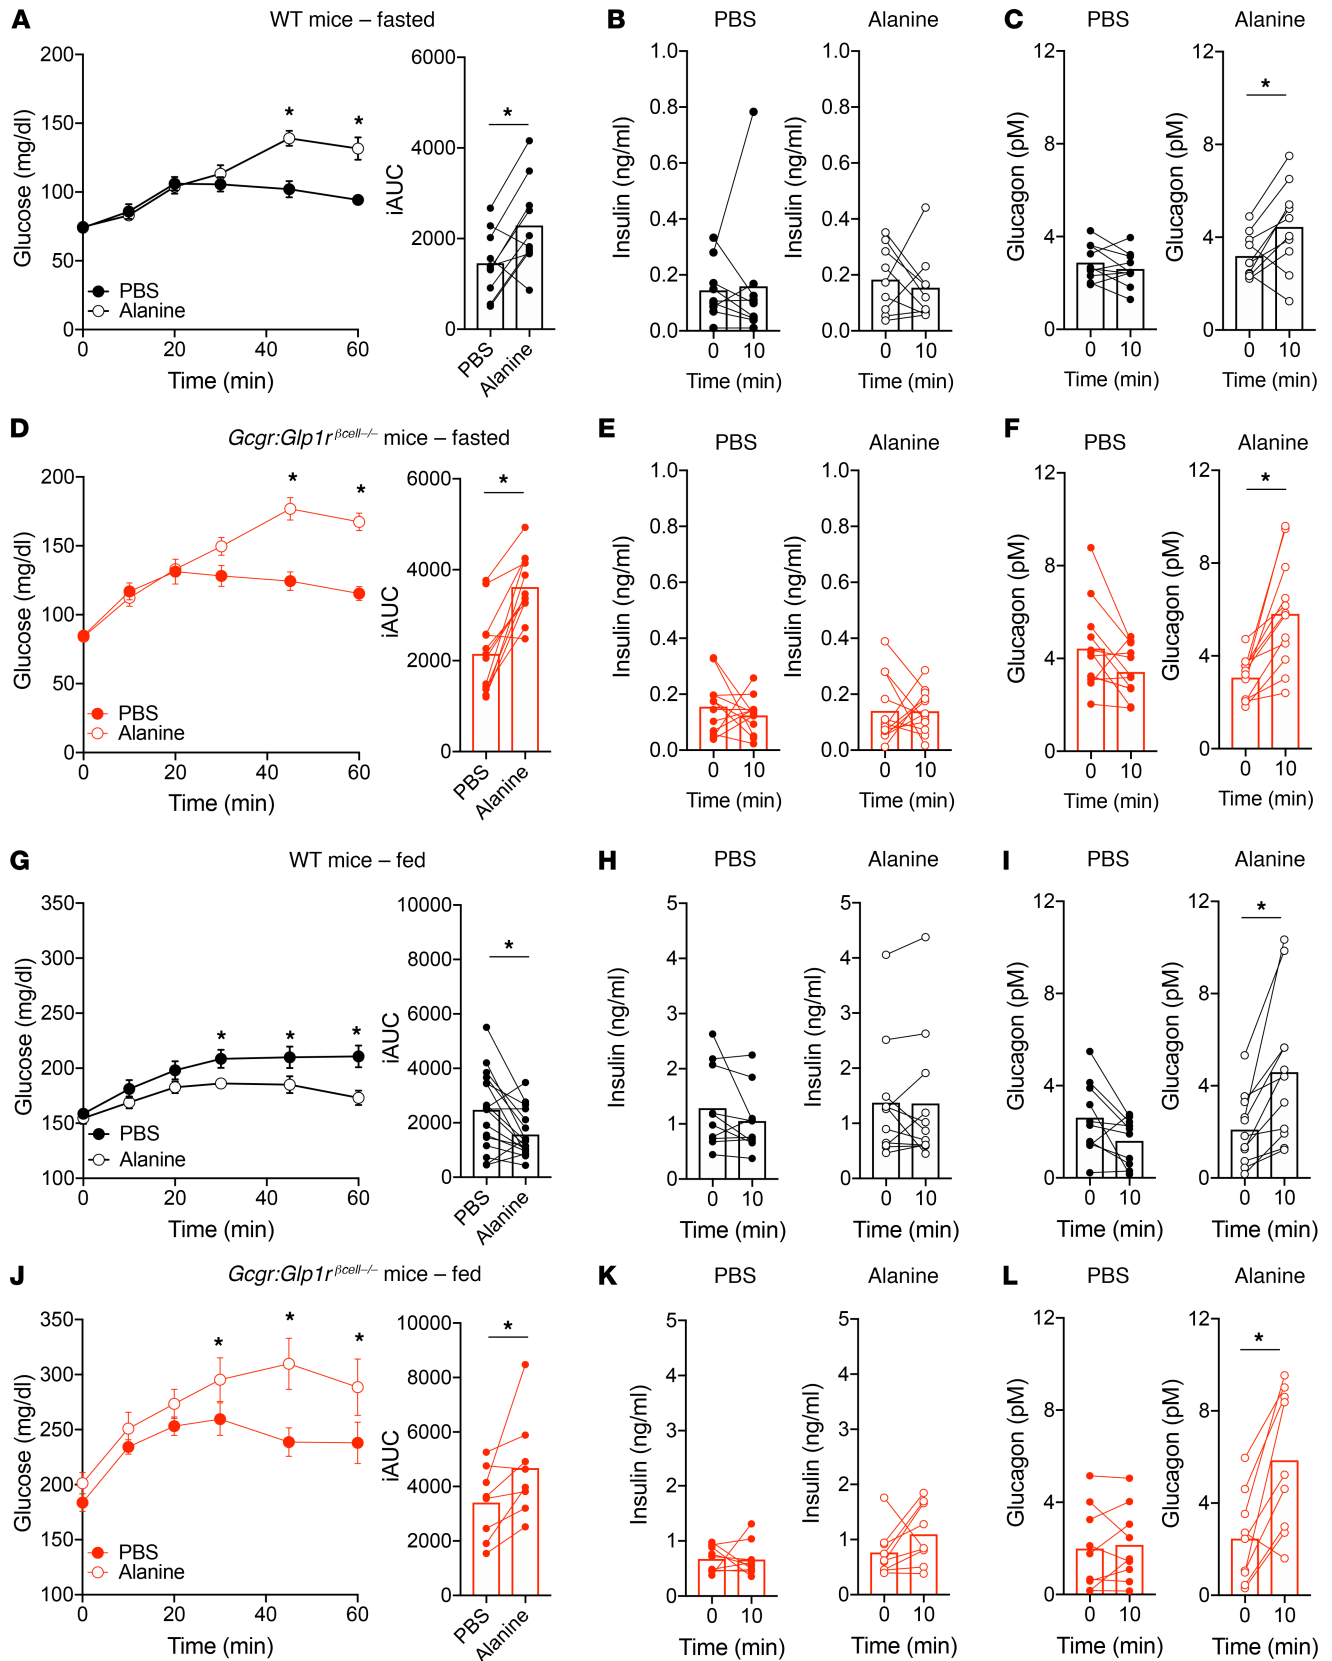 A WT mice – fasted
200
150
100
50
0
Glucose (mg/dl)
* *
PBS
Alanine
0 20 40 60
Time (min)
6000
4000
2000
0
iAUC
*
PBS Alanine
B PBS Alanine
1.0
0.8
0.6
0.4
0.2
0.0
Insulin (ng/ml)
0 10
Time (min)
1.0
0.8
0.6
0.4
0.2
0.0
Insulin (ng/ml)
0 10
Time (min)
C PBS Alanine
12
8
4
0
Glucagon (pM)
0 10
Time (min)
12
8
4
0
Glucagon (pM)
*
0 10
Time (min)
D Gcgr:Glp1r βcell–/– mice – fasted
200
150
100
50
0
Glucose (mg/dl)
* *
PBS
Alanine
0 20 40 60
Time (min)
6000
4000
2000
0
iAUC
*
PBS Alanine
E PBS Alanine
1.0
0.8
0.6
0.4
0.2
0.0
Insulin (ng/ml)
0 10
Time (min)
1.0
0.8
0.6
0.4
0.2
0.0
Insulin (ng/ml)
0 10
Time (min)
F PBS Alanine
12
8
4
0
Glucagon (pM)
0 10
Time (min)
12
8
4
0
Glucagon (pM)
*
0 10
Time (min)
G WT mice – fed
350
300
250
200
150
100
Glucose (mg/dl)
* * *
PBS
Alanine
0 20 40 60
Time (min)
10000
8000
6000
4000
2000
0
iAUC
*
PBS Alanine
H PBS Alanine
5
4
3
2
1
0
Insulin (ng/ml)
0 10
Time (min)
5
4
3
2
1
0
Insulin (ng/ml)
0 10
Time (min)
I PBS Alanine
12
8
4
0
Glucagon (pM)
0 10
Time (min)
12
8
4
0
Glucagon (pM)
*
0 10
Time (min)
J Gcgr:Glp1r βcell–/– mice – fed
350
300
250
200
150
100
Glucose (mg/dl)
* * *
PBS
Alanine
0 20 40 60
Time (min)
10000
8000
6000
4000
2000
0
iAUC
*
PBS Alanine
K PBS Alanine
5
4
3
2
1
0
Insulin (ng/ml)
0 10
Time (min)
5
4
3
2
1
0
Insulin (ng/ml)
0 10
Time (min)
L PBS Alanine
12
8
4
0
Glucagon (pM)
0 10
Time (min)
12
8
4
0
Glucagon (pM)
*
0 10
Time (min)